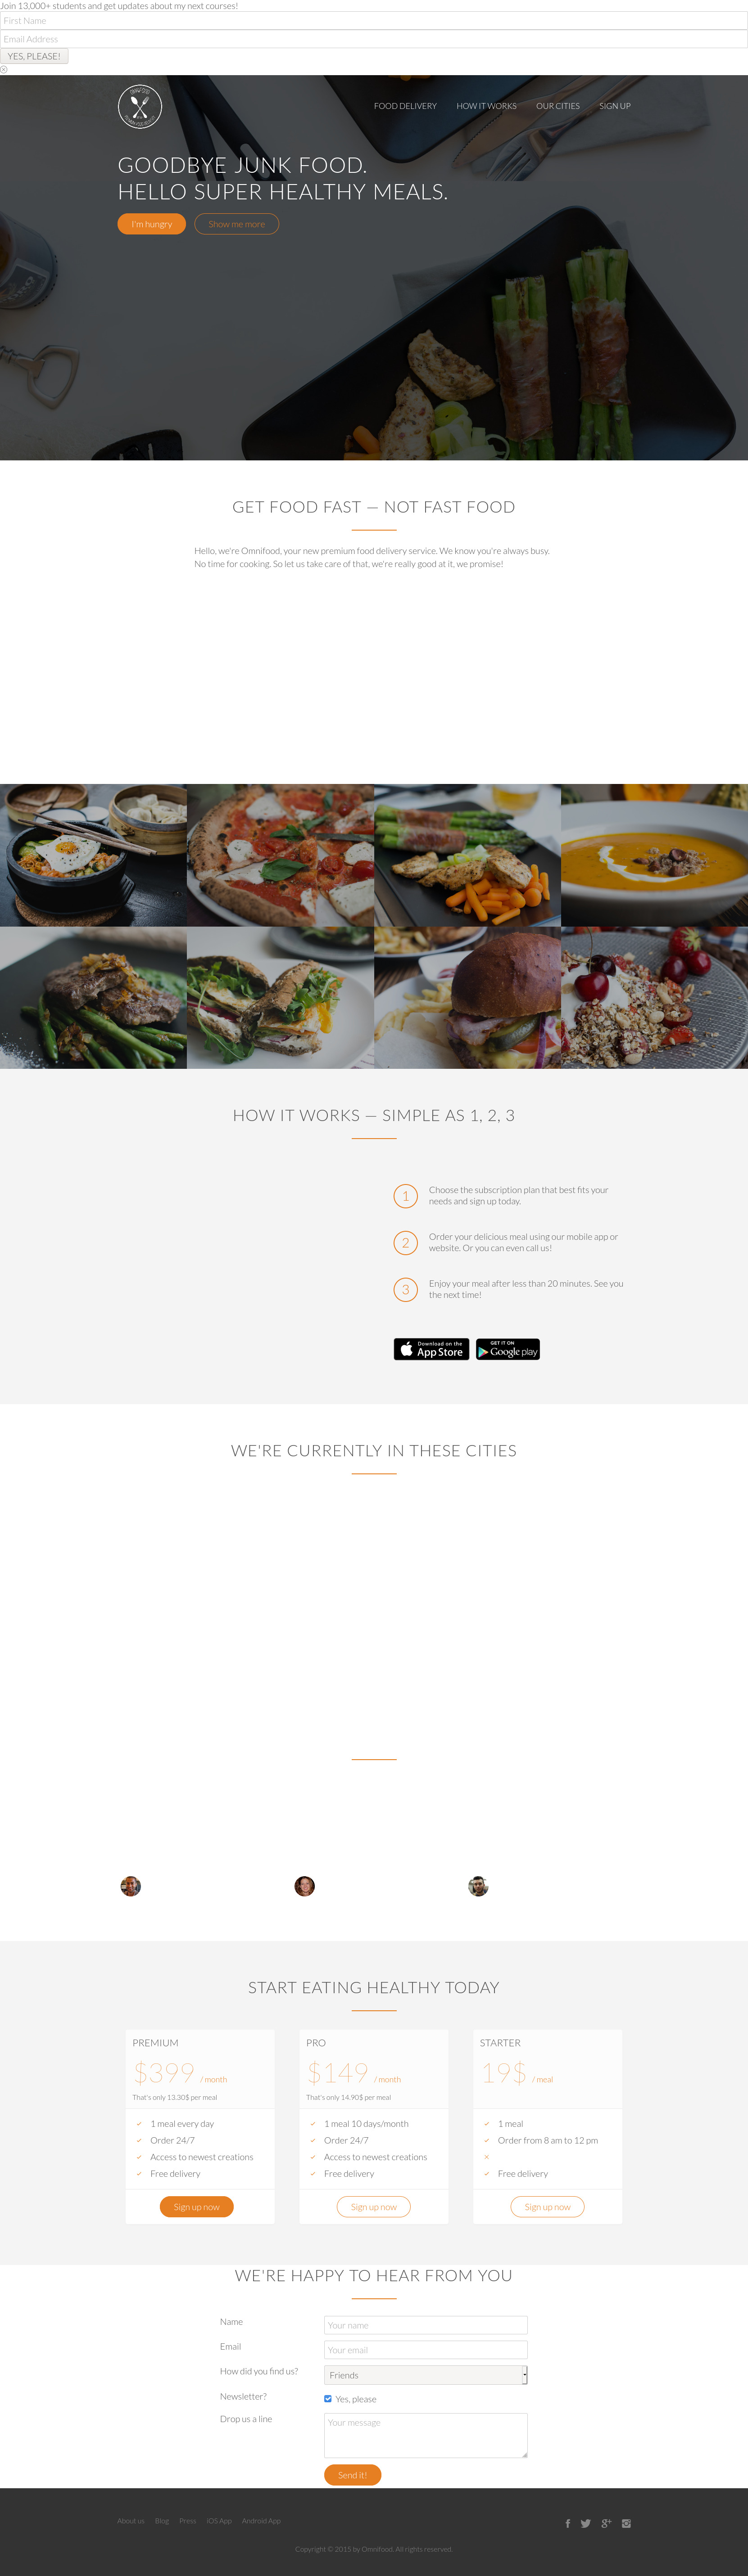 Join 13,000+ students and get updates about my next courses!
First Name
Email Address
YES, PLEASE!
FOOD DELIVERY
HOW IT WORKS
OUR CITIES
SIGN UP
GOODBYE JUNK FOOD.
HELLO SUPER HEALTHY MEALS.
I'm hungry
Show me more
GET FOOD FAST — NOT FAST FOOD
Hello, we're Omnifood, your new premium food delivery service. We know you're always busy.
No time for cooking. So let us take care of that, we're really good at it, we promise!
HOW IT WORKS — SIMPLE AS 1, 2, 3
1
Choose the subscription plan that best fits your
needs and sign up today.
2
Order your delicious meal using our mobile app or
website. Or you can even call us!
3
Enjoy your meal after less than 20 minutes. See you
the next time!
Download on the
App Store
GET IT ON
Google play
WE'RE CURRENTLY IN THESE CITIES
START EATING HEALTHY TODAY
PREMIUM
$399 / month
That's only 13.30$ per meal
1 meal every day
Order 24/7
Access to newest creations
Free delivery
Sign up now
PRO
$149 / month
That's only 14.90$ per meal
1 meal 10 days/month
Order 24/7
Access to newest creations
Free delivery
Sign up now
STARTER
19$ / meal
1 meal
Order from 8 am to 12 pm
Free delivery
Sign up now
WE'RE HAPPY TO HEAR FROM YOU
Name
Your name
Email
Your email
How did you find us?
Friends
Newsletter?
Yes, please
Drop us a line
Your message
Send it!
About us
Blog
Press
iOS App
Android App
Copyright © 2015 by Omnifood. All rights reserved.